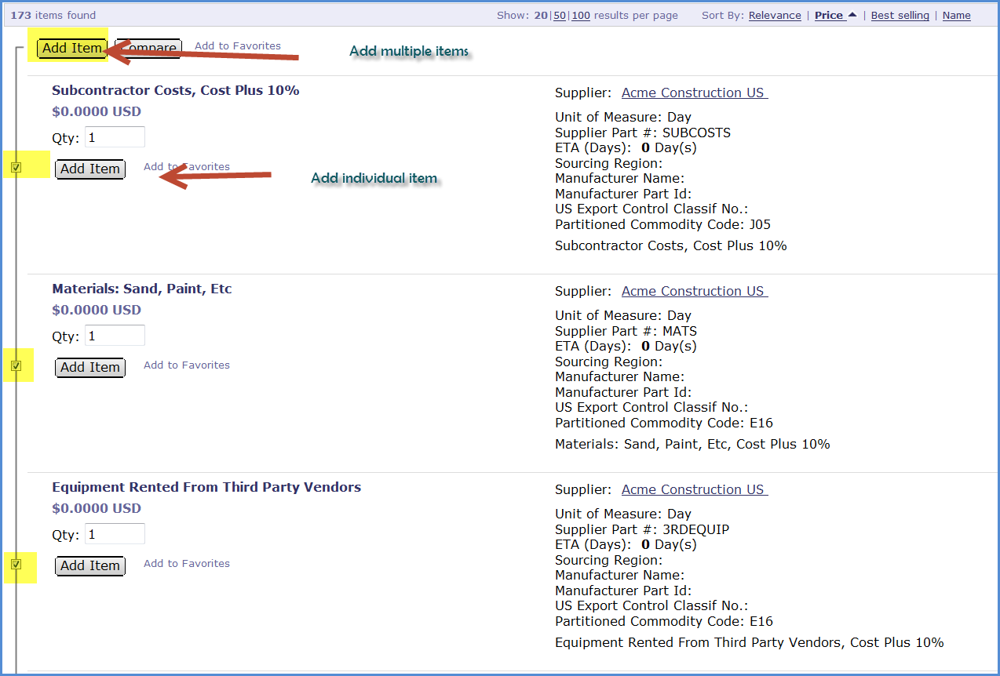 173 items found Show: 20|50|100 results per page Sort By: Relevance | Price | Best selling | Name
Add Item Compare Add to Favorites Add multiple items
Subcontractor Costs, Cost Plus 10%
$0.0000 USD
Qty: 1
Add Item Add to Favorites Add individual item
Supplier: Acme Construction US
Unit of Measure: Day
Supplier Part #: SUBCOSTS
ETA (Days): 0 Day(s)
Sourcing Region:
Manufacturer Name:
Manufacturer Part Id:
US Export Control Classif No.:
Partitioned Commodity Code: J05
Subcontractor Costs, Cost Plus 10%
Materials: Sand, Paint, Etc
$0.0000 USD
Qty: 1
Add Item Add to Favorites
Supplier: Acme Construction US
Unit of Measure: Day
Supplier Part #: MATS
ETA (Days): 0 Day(s)
Sourcing Region:
Manufacturer Name:
Manufacturer Part Id:
US Export Control Classif No.:
Partitioned Commodity Code: E16
Materials: Sand, Paint, Etc, Cost Plus 10%
Equipment Rented From Third Party Vendors
$0.0000 USD
Qty: 1
Add Item Add to Favorites
Supplier: Acme Construction US
Unit of Measure: Day
Supplier Part #: 3RDEQUIP
ETA (Days): 0 Day(s)
Sourcing Region:
Manufacturer Name:
Manufacturer Part Id:
US Export Control Classif No.:
Partitioned Commodity Code: E16
Equipment Rented From Third Party Vendors, Cost Plus 10%